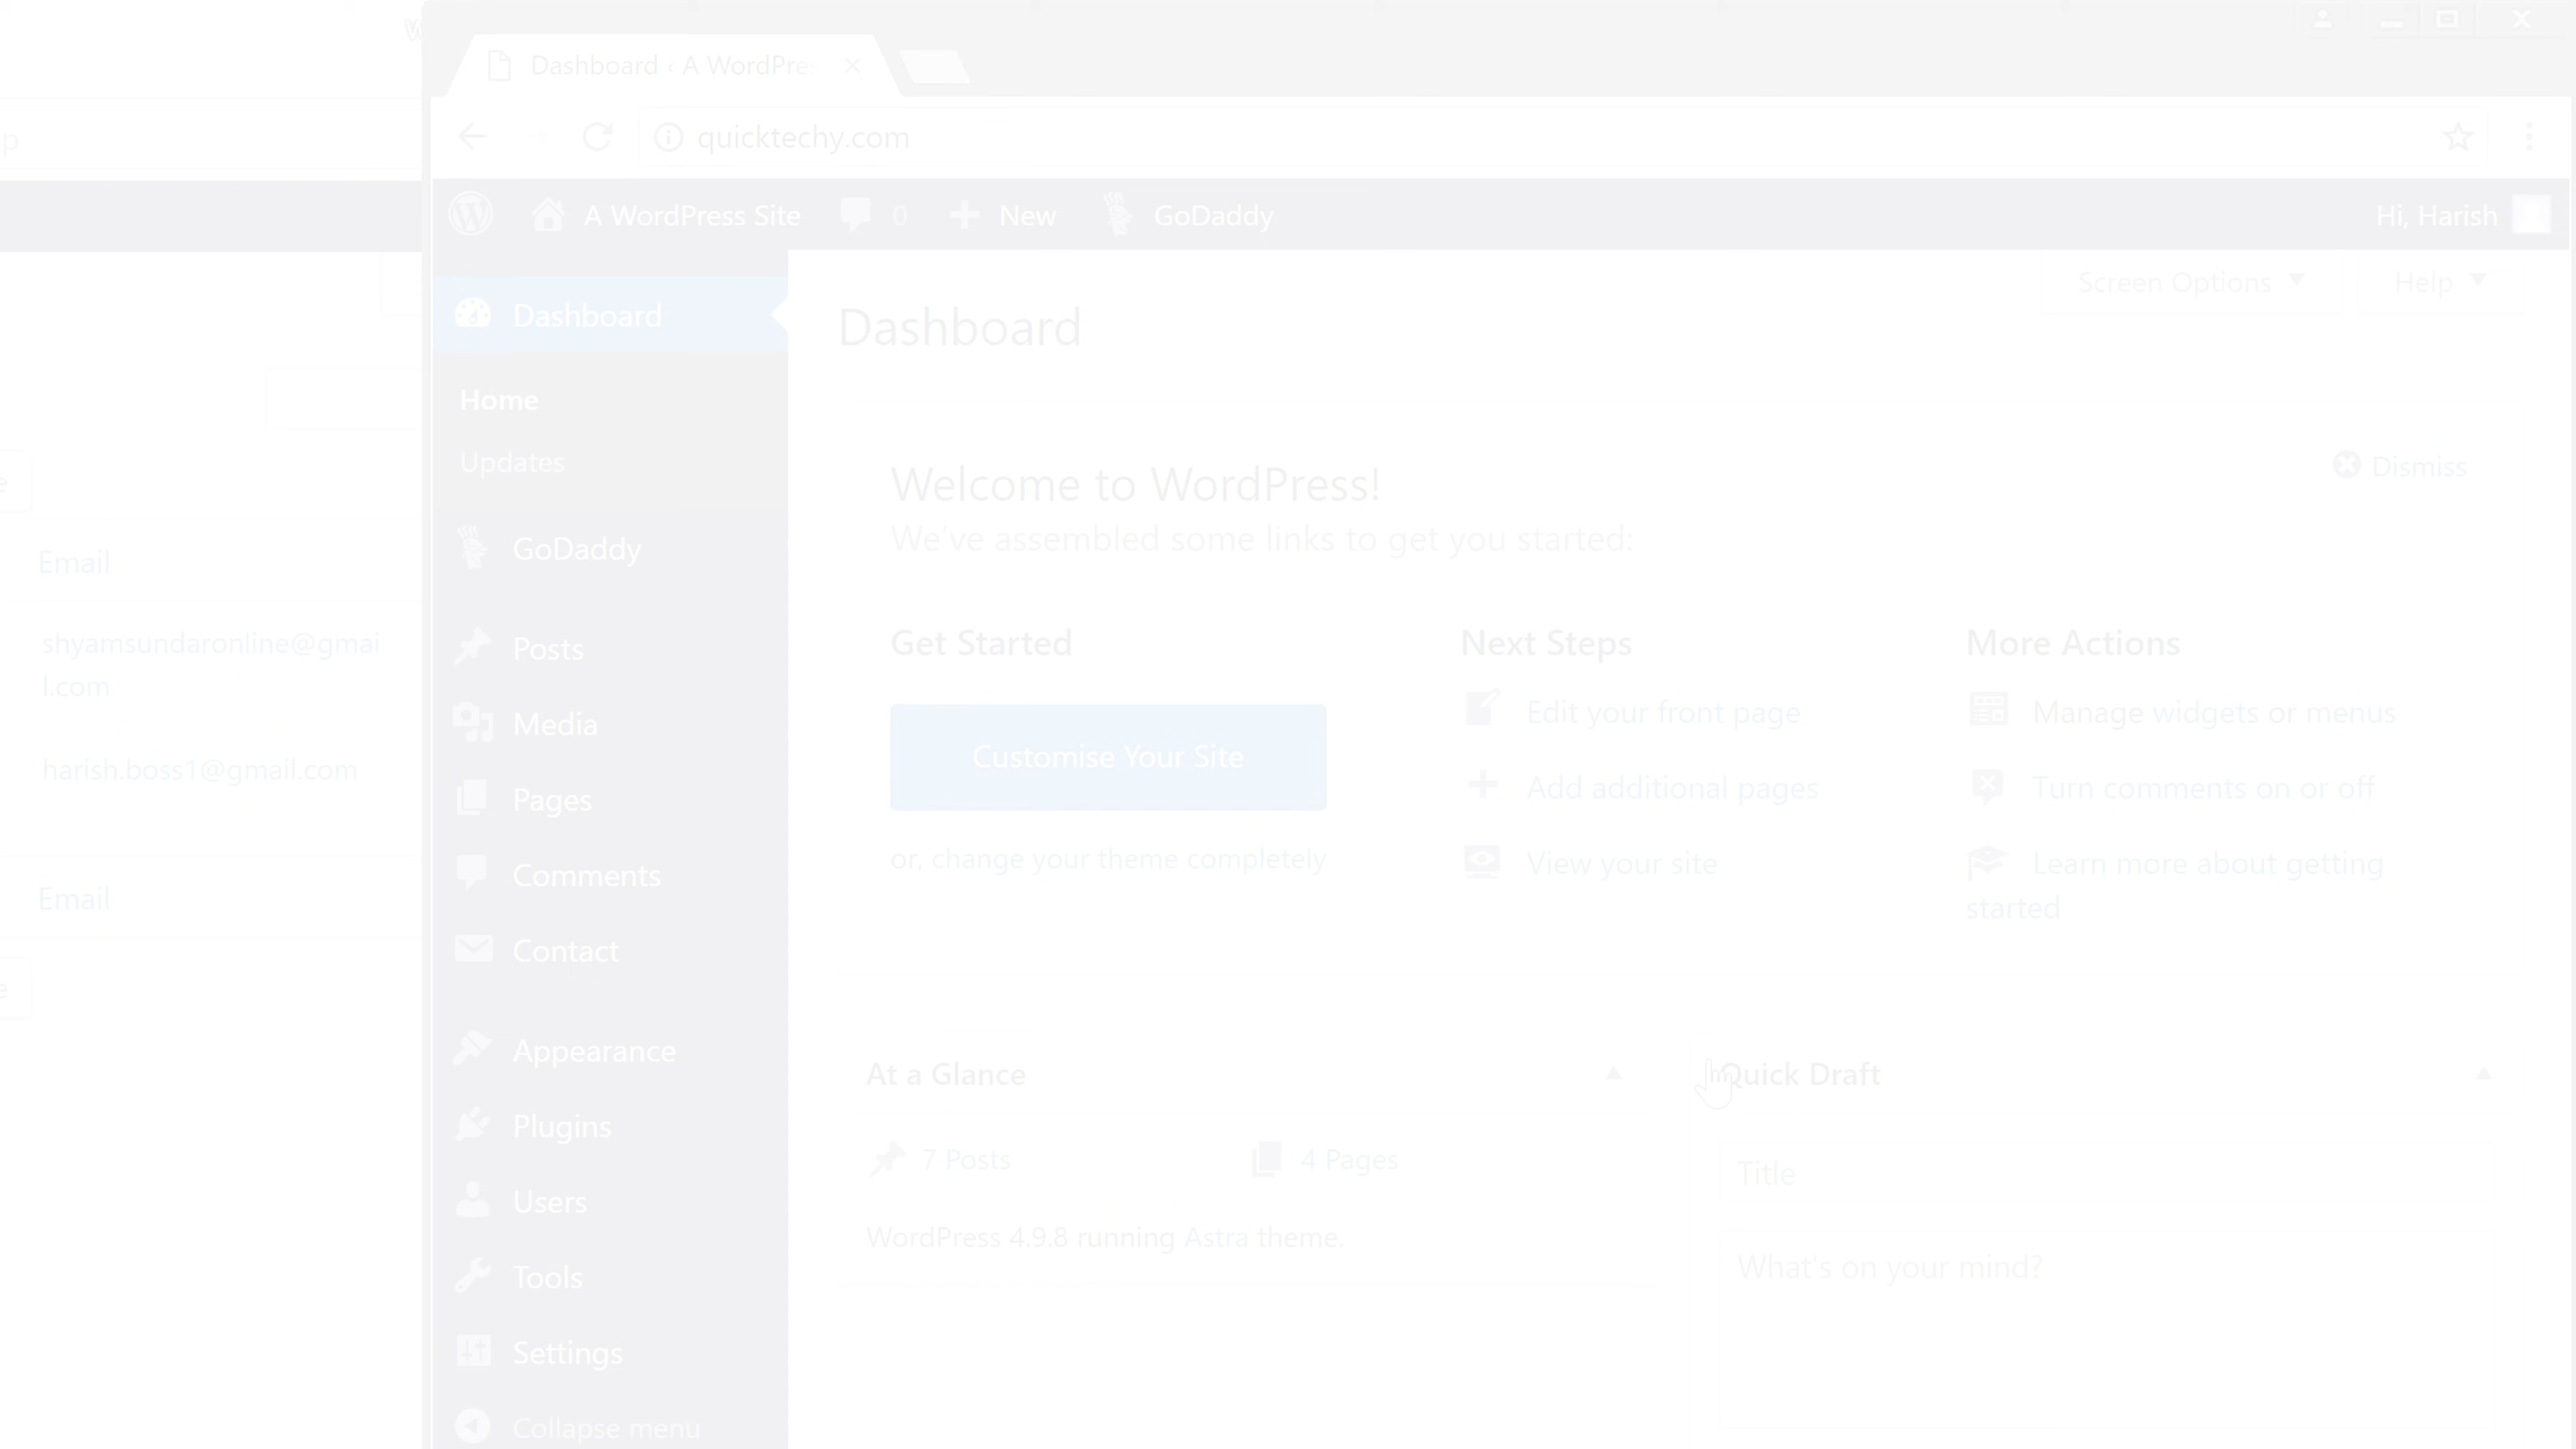 Dashboard ‹ A WordPres
quicktechy.com
A WordPress Site 0 New GoDaddy Hi, Harish
Screen Options Help
Dashboard
Home
Updates
GoDaddy
Posts
Media
Pages
Comments
Contact
Appearance
Plugins
Users
Tools
Settings
Collapse menu
Dashboard
Welcome to WordPress!
Dismiss
We've assembled some links to get you started:
Get Started
Customise Your Site
or, change your theme completely
Next Steps
Edit your front page
Add additional pages
View your site
More Actions
Manage widgets or menus
Turn comments on or off
Learn more about getting
started
At a Glance
7 Posts 4 Pages
WordPress 4.9.8 running Astra theme.
Quick Draft
Title
What's on your mind?
p
e
Email
shyamsundaronline@gmai
l.com
harish.boss1@gmail.com
Email
e